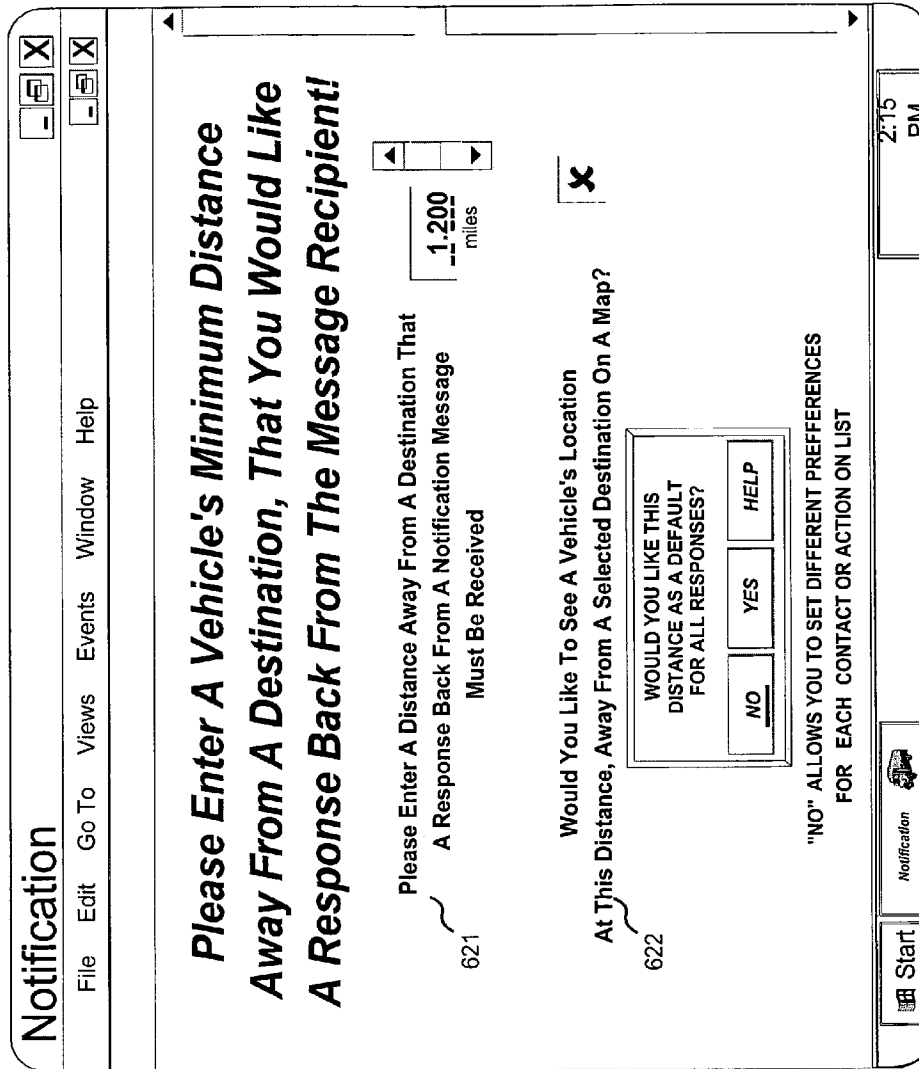 Notification
File Edit Go To Views Events Window Help
Please Enter A Vehicle's Minimum Distance
Away From A Destination, That You Would Like
A Response Back From The Message Recipient!
Please Enter A Distance Away From A Destination That
A Response Back From A Notification Message
Must Be Received
1.200
miles
621
Would You Like To See A Vehicle's Location
At This Distance, Away From A Selected Destination On A Map?
622
WOULD YOU LIKE THIS
DISTANCE AS A DEFAULT
FOR ALL RESPONSES?
NO YES HELP
"NO" ALLOWS YOU TO SET DIFFERENT PREFFERENCES
FOR EACH CONTACT OR ACTION ON LIST
Start
Notification
2:15
PM